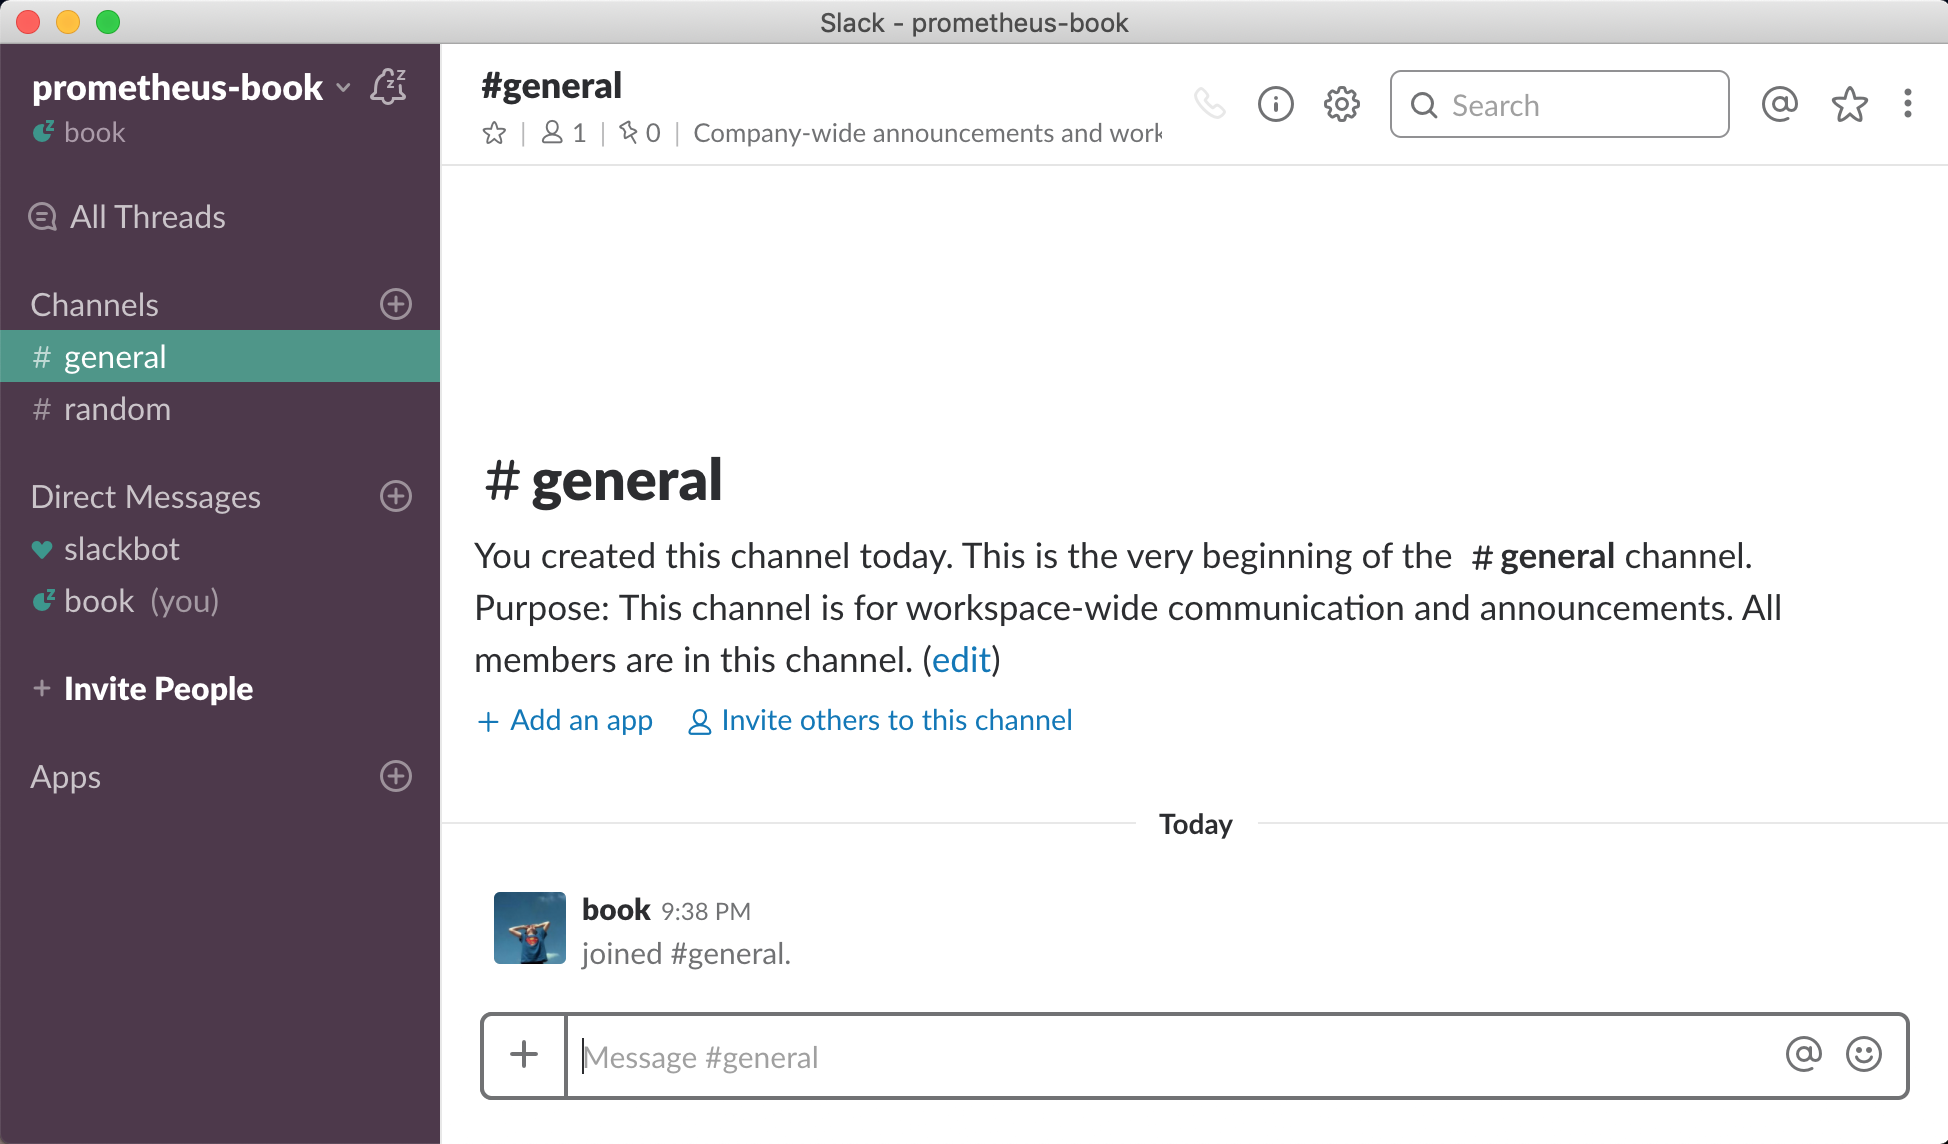 Slack - prometheus-book
prometheus-book
book
All Threads
Channels
# general
# random
Direct Messages
slackbot
book (you)
+ Invite People
Apps
#general
1 | 0 | Company-wide announcements and work
Search
# general
You created this channel today. This is the very beginning of the # general channel.
Purpose: This channel is for workspace-wide communication and announcements. All
members are in this channel. (edit)
+ Add an app Invite others to this channel
Today
book 9:38 PM
joined #general.
Message #general